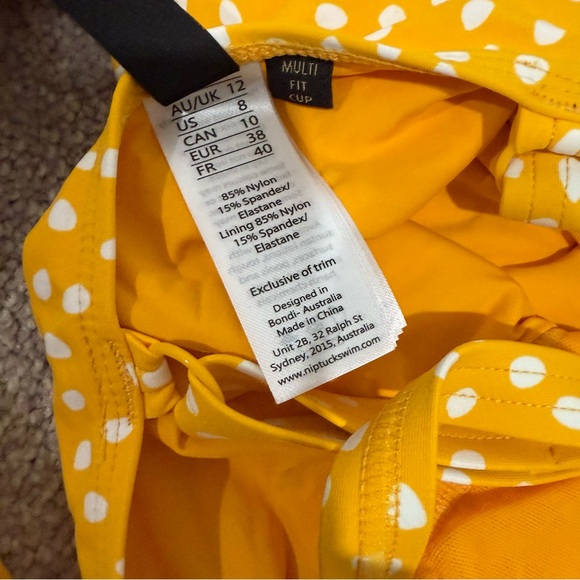 MULTI
FIT
CUP
AU/UK 12
US 8
CAN 10
EUR 38
FR 40
85% Nylon
15% Spandex/
Elastane
Lining 85% Nylon
15% Spandex/
Elastane
Exclusive of trim
Designed in
Bondi- Australia
Made in China
Unit 2B, 32 Ralph St
Sydney, 2015, Australia
www.niptuckswim.com